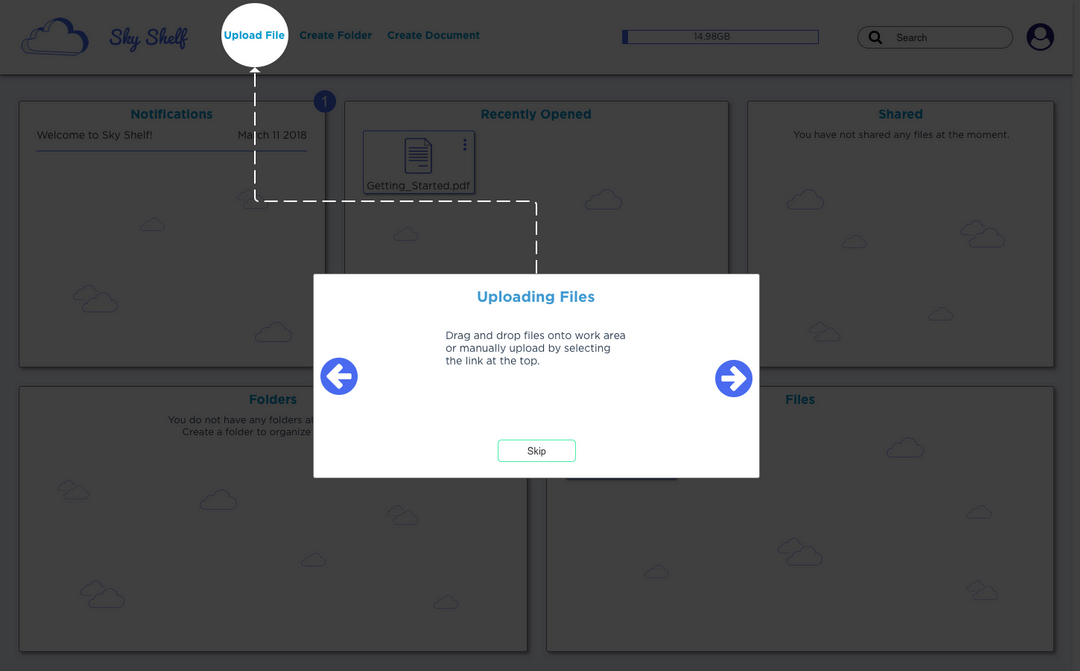 Sky Shelf
Upload File
Create Folder
Create Document
14.98GB
Search
Notifications
1
Welcome to Sky Shelf!
March 11 2018
Recently Opened
Getting_Started.pdf
Shared
You have not shared any files at the moment.
Uploading Files
Drag and drop files onto work area
or manually upload by selecting
the link at the top.
Skip
Folders
You do not have any folders
Create a folder to organize
Files